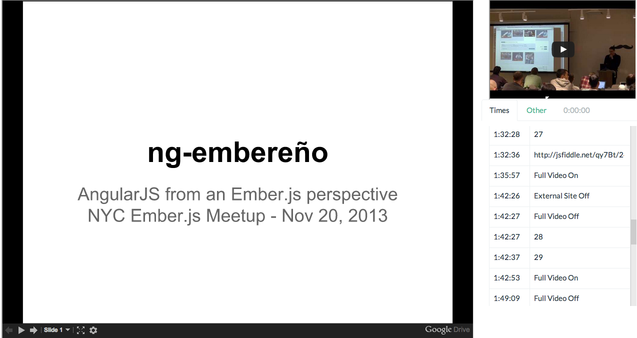 ng-embereño
AngularJS from an Ember.js perspective
NYC Ember.js Meetup - Nov 20, 2013
Slide 1
Google Drive
Times Other 0:00:00
1:32:28 27
1:32:36 http://jsfiddle.net/qy7Bt/2
1:35:57 Full Video On
1:42:26 External Site Off
1:42:27 Full Video Off
1:42:27 28
1:42:37 29
1:42:53 Full Video On
1:49:09 Full Video Off